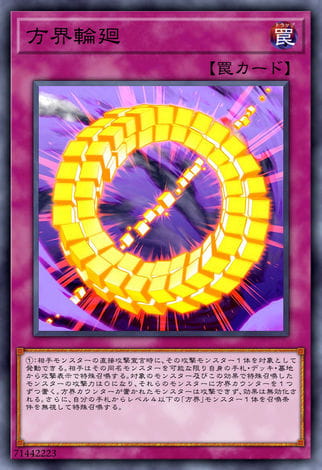 方界輪廻
トラップ
罠
【罠カード】
①:相手モンスターの直接攻撃宣言時に、その攻撃モンスター1体を対象として
発動できる。相手はその同名モンスターを可能な限り自身の手札・デッキ・墓地
から攻撃表示で特殊召喚する。対象のモンスター及びこの効果で特殊召喚した
モンスターの攻撃力は0になり、それらのモンスターに方界カウンターを1つ
ずつ置く。方界カウンターが置かれたモンスターは攻撃できず、効果は無効化さ
れる。さらに、自分の手札からレベル4以下の「方界」モンスター1体を召喚条
件を無視して特殊召喚する。
71442223